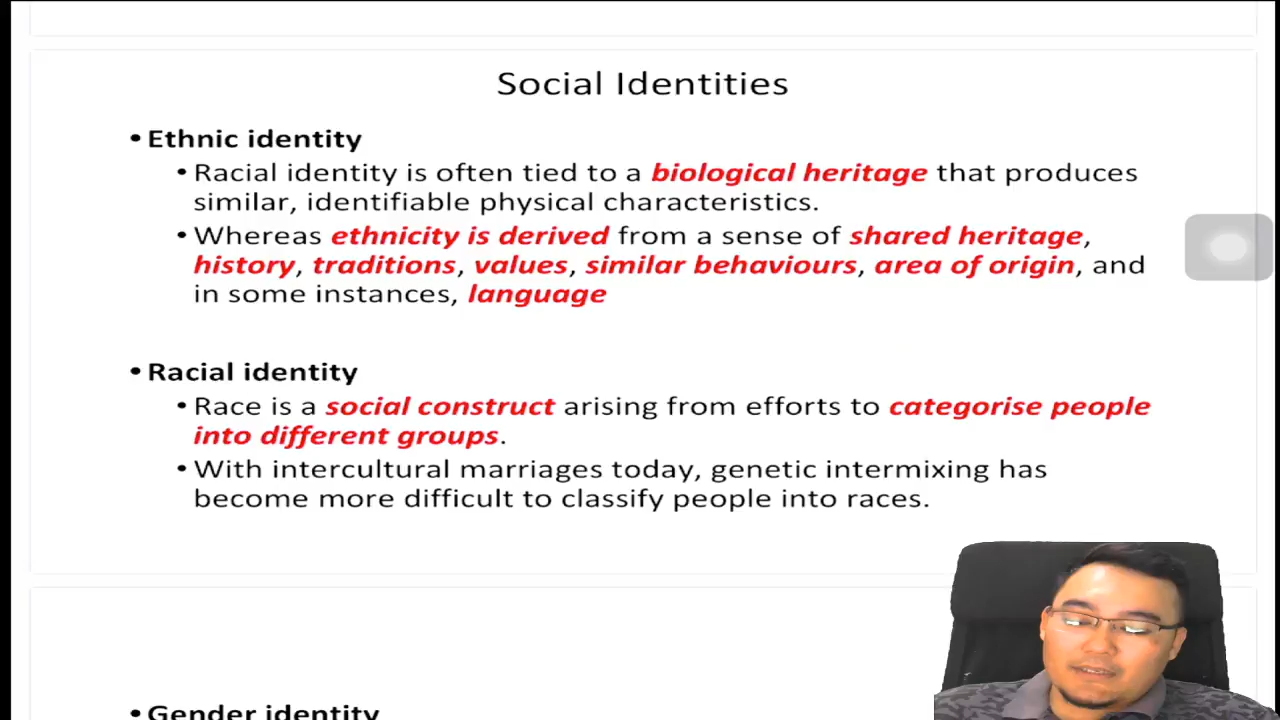 Social Identities
• Ethnic identity
• Racial identity is often tied to a biological heritage that produces
similar, identifiable physical characteristics.
• Whereas ethnicity is derived from a sense of shared heritage,
history, traditions, values, similar behaviours, area of origin, and
in some instances, language
• Racial identity
• Race is a social construct arising from efforts to categorise people
into different groups.
• With intercultural marriages today, genetic intermixing has
become more difficult to classify people into races.
• Gender identity